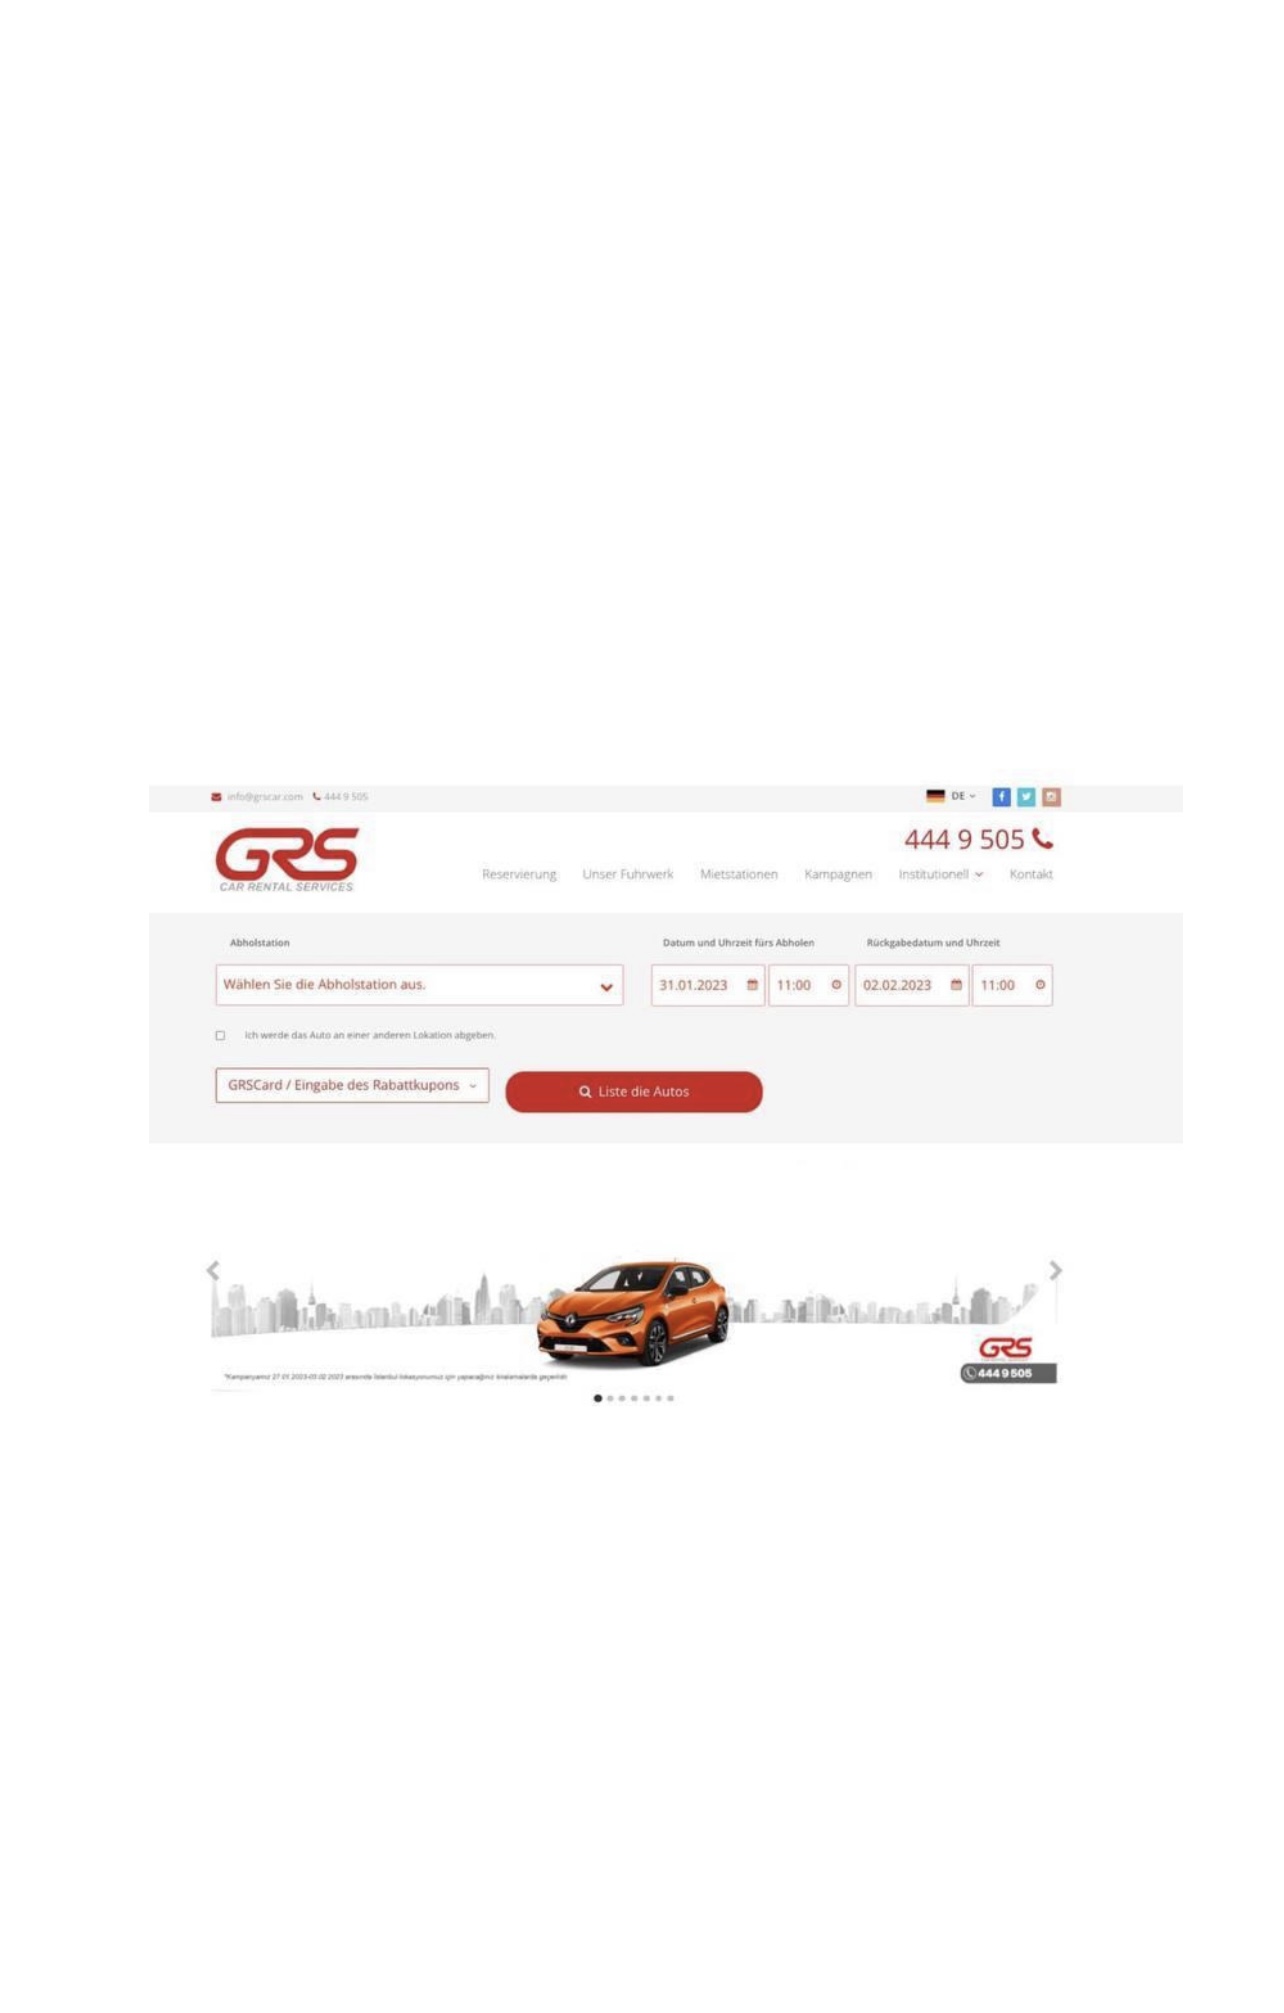 info@grscar.com 444 9 505
DE
444 9 505
GRS
CAR RENTAL SERVICES
Reservierung Unser Fuhrwerk Mietstationen Kampagnen Institutionell Kontakt
Abholstation Datum und Uhrzeit fürs Abholen Rückgabedatum und Uhrzeit
Wählen Sie die Abholstation aus. 31.01.2023 11:00 02.02.2023 11:00
Ich werde das Auto an einer anderen Lokation abgeben.
GRSCard / Eingabe des Rabattkupons Liste die Autos
GRS
444 9 505
*Kampanyamız 27.01.2023-03.02.2023 arasında İstanbul lokasyonumuz için yapacağınız kiralamalarda geçerlidir